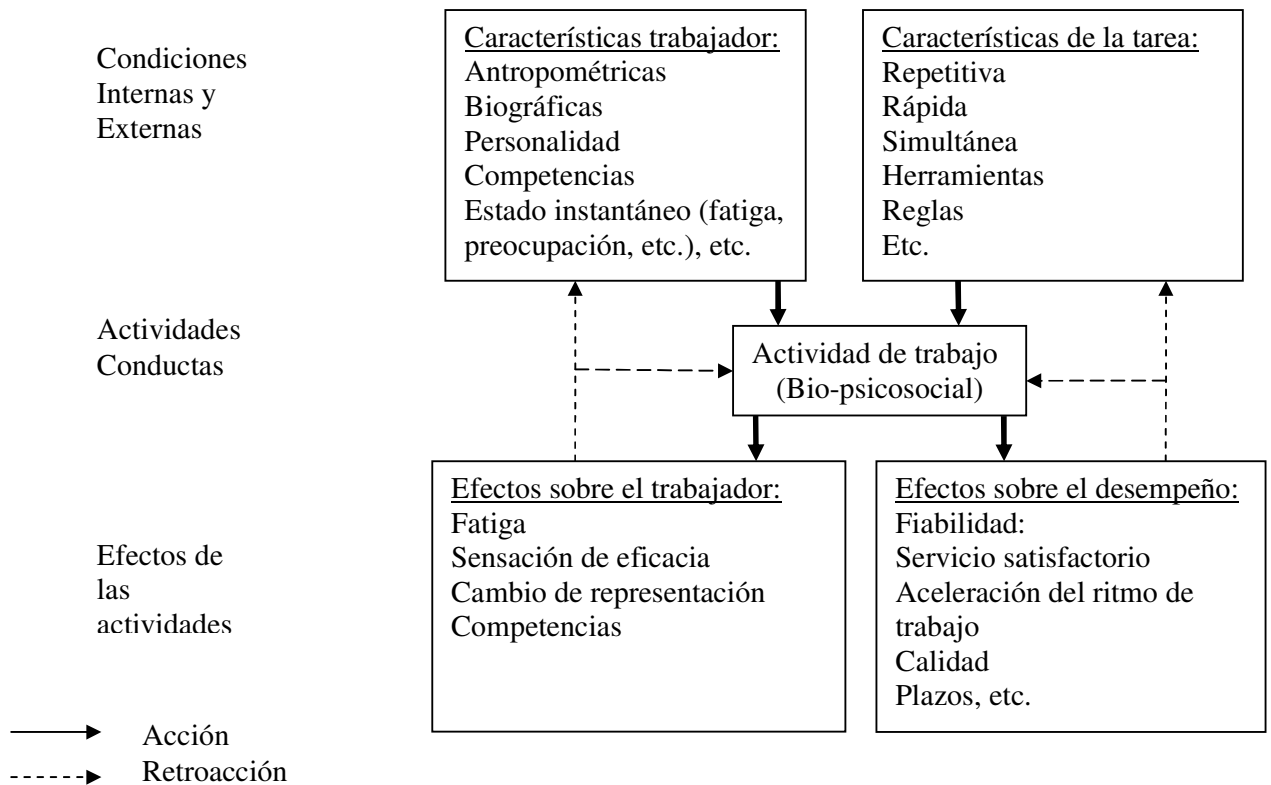 Condiciones
Internas y
Externas
Características trabajador:
Antropométricas
Biográficas
Personalidad
Competencias
Estado instantáneo (fatiga,
preocupación, etc.), etc.
Características de la tarea:
Repetitiva
Rápida
Simultánea
Herramientas
Reglas
Etc.
Actividades
Conductas
Actividad de trabajo
(Bio-psicosocial)
Efectos de
las
actividades
Efectos sobre el trabajador:
Fatiga
Sensación de eficacia
Cambio de representación
Competencias
Efectos sobre el desempeño:
Fiabilidad:
Servicio satisfactorio
Aceleración del ritmo de
trabajo
Calidad
Plazos, etc.
Acción
Retroacción